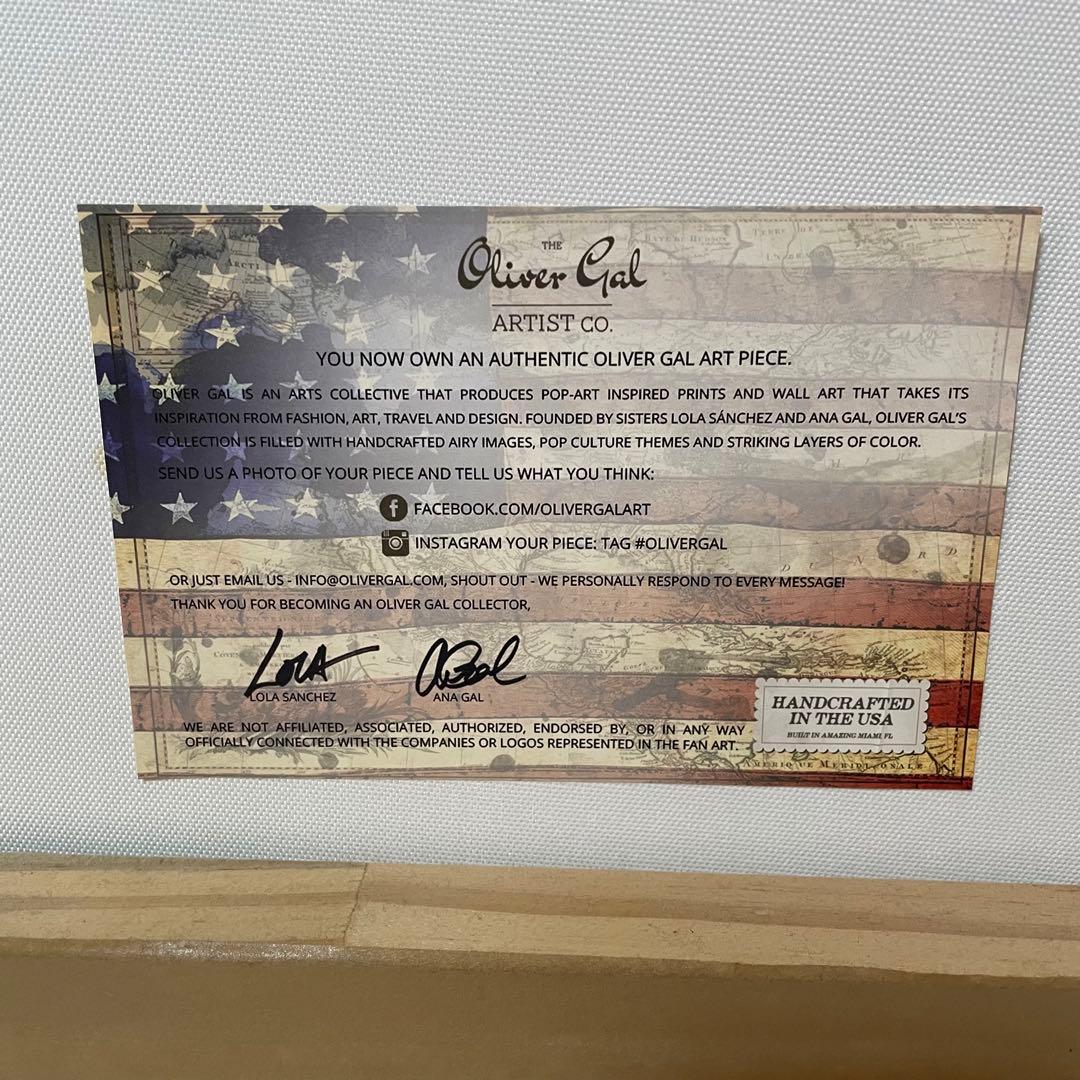 THE
Oliver Gal
ARTIST CO.
YOU NOW OWN AN AUTHENTIC OLIVER GAL ART PIECE.
OLIVER GAL IS AN ARTS COLLECTIVE THAT PRODUCES POP-ART INSPIRED PRINTS AND WALL ART THAT TAKES ITS
INSPIRATION FROM FASHION, ART, TRAVEL AND DESIGN. FOUNDED BY SISTERS LOLA SÁNCHEZ AND ANA GAL, OLIVER GAL'S
COLLECTION IS FILLED WITH HANDCRAFTED AIRY IMAGES, POP CULTURE THEMES AND STRIKING LAYERS OF COLOR.
SEND US A PHOTO OF YOUR PIECE AND TELL US WHAT YOU THINK:
FACEBOOK.COM/OLIVERGALART
INSTAGRAM YOUR PIECE: TAG #OLIVERGAL
OR JUST EMAIL US - INFO@OLIVERGAL.COM, SHOUT OUT - WE PERSONALLY RESPOND TO EVERY MESSAGE!
THANK YOU FOR BECOMING AN OLIVER GAL COLLECTOR,
LOLA
LOLA SANCHEZ
ANA GAL
WE ARE NOT AFFILIATED, ASSOCIATED, AUTHORIZED, ENDORSED BY, OR IN ANY WAY
OFFICIALLY CONNECTED WITH THE COMPANIES OR LOGOS REPRESENTED IN THE FAN ART.
HANDCRAFTED
IN THE USA
BUILT IN AMAZING MIAMI, FL
AMERIQUE MERIDIONALE